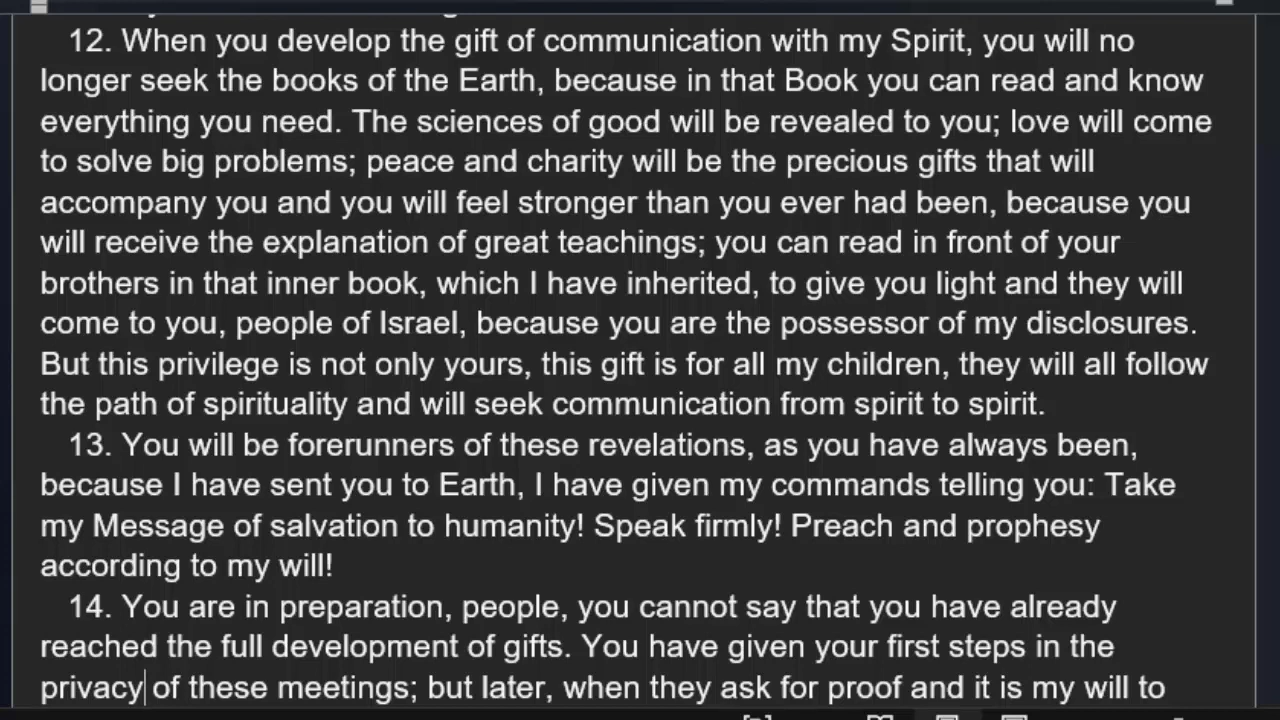 12. When you develop the gift of communication with my Spirit, you will no
longer seek the books of the Earth, because in that Book you can read and know
everything you need. The sciences of good will be revealed to you; love will come
to solve big problems; peace and charity will be the precious gifts that will
accompany you and you will feel stronger than you ever had been, because you
will receive the explanation of great teachings; you can read in front of your
brothers in that inner book, which I have inherited, to give you light and they will
come to you, people of Israel, because you are the possessor of my disclosures.
But this privilege is not only yours, this gift is for all my children, they will all follow
the path of spirituality and will seek communication from spirit to spirit.
13. You will be forerunners of these revelations, as you have always been,
because I have sent you to Earth, I have given my commands telling you: Take
my Message of salvation to humanity! Speak firmly! Preach and prophesy
according to my will!
14. You are in preparation, people, you cannot say that you have already
reached the full development of gifts. You have given your first steps in the
privacy of these meetings; but later, when they ask for proof and it is my will to